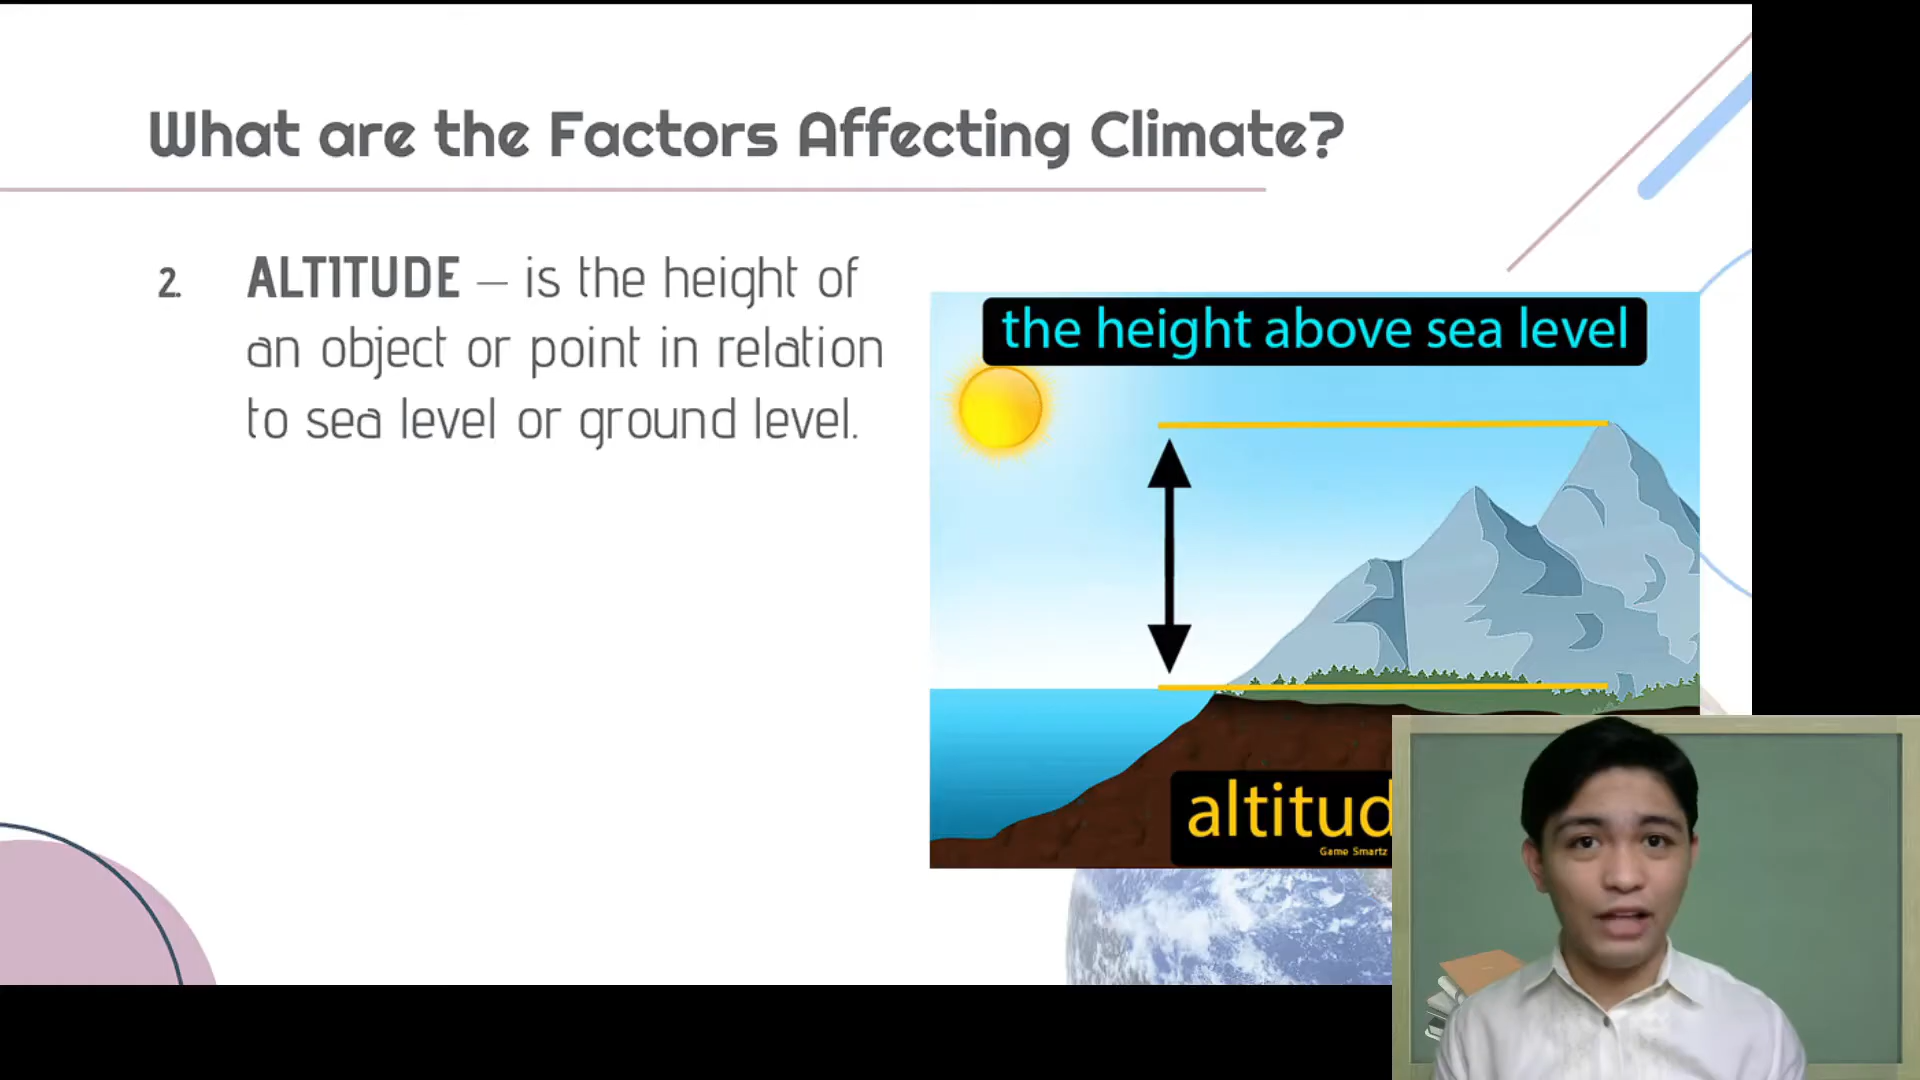 What are the Factors Affecting Climate?
2. ALTITUDE – is the height of
an object or point in relation
to sea level or ground level.
the height above sea level
altitud
Game Smartz